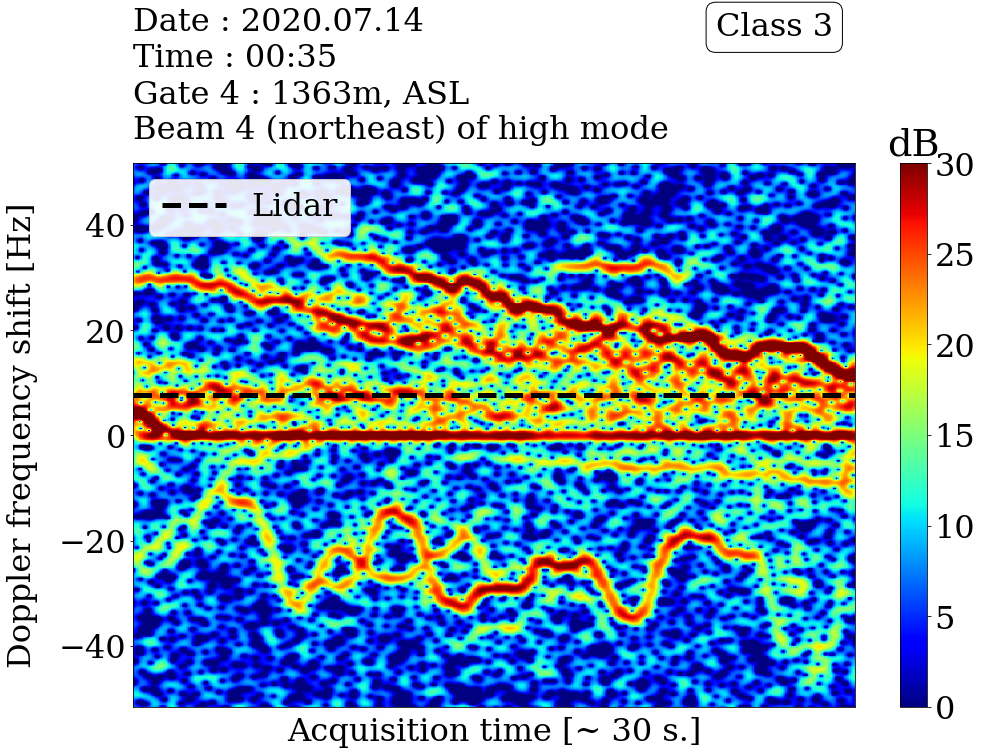 Date : 2020.07.14
Time : 00:35
Gate 4 : 1363m, ASL
Beam 4 (northeast) of high mode
Class 3
dB
Lidar
Doppler frequency shift [Hz]
40
20
0
−20
−40
Acquisition time [~ 30 s.]
30
25
20
15
10
5
0